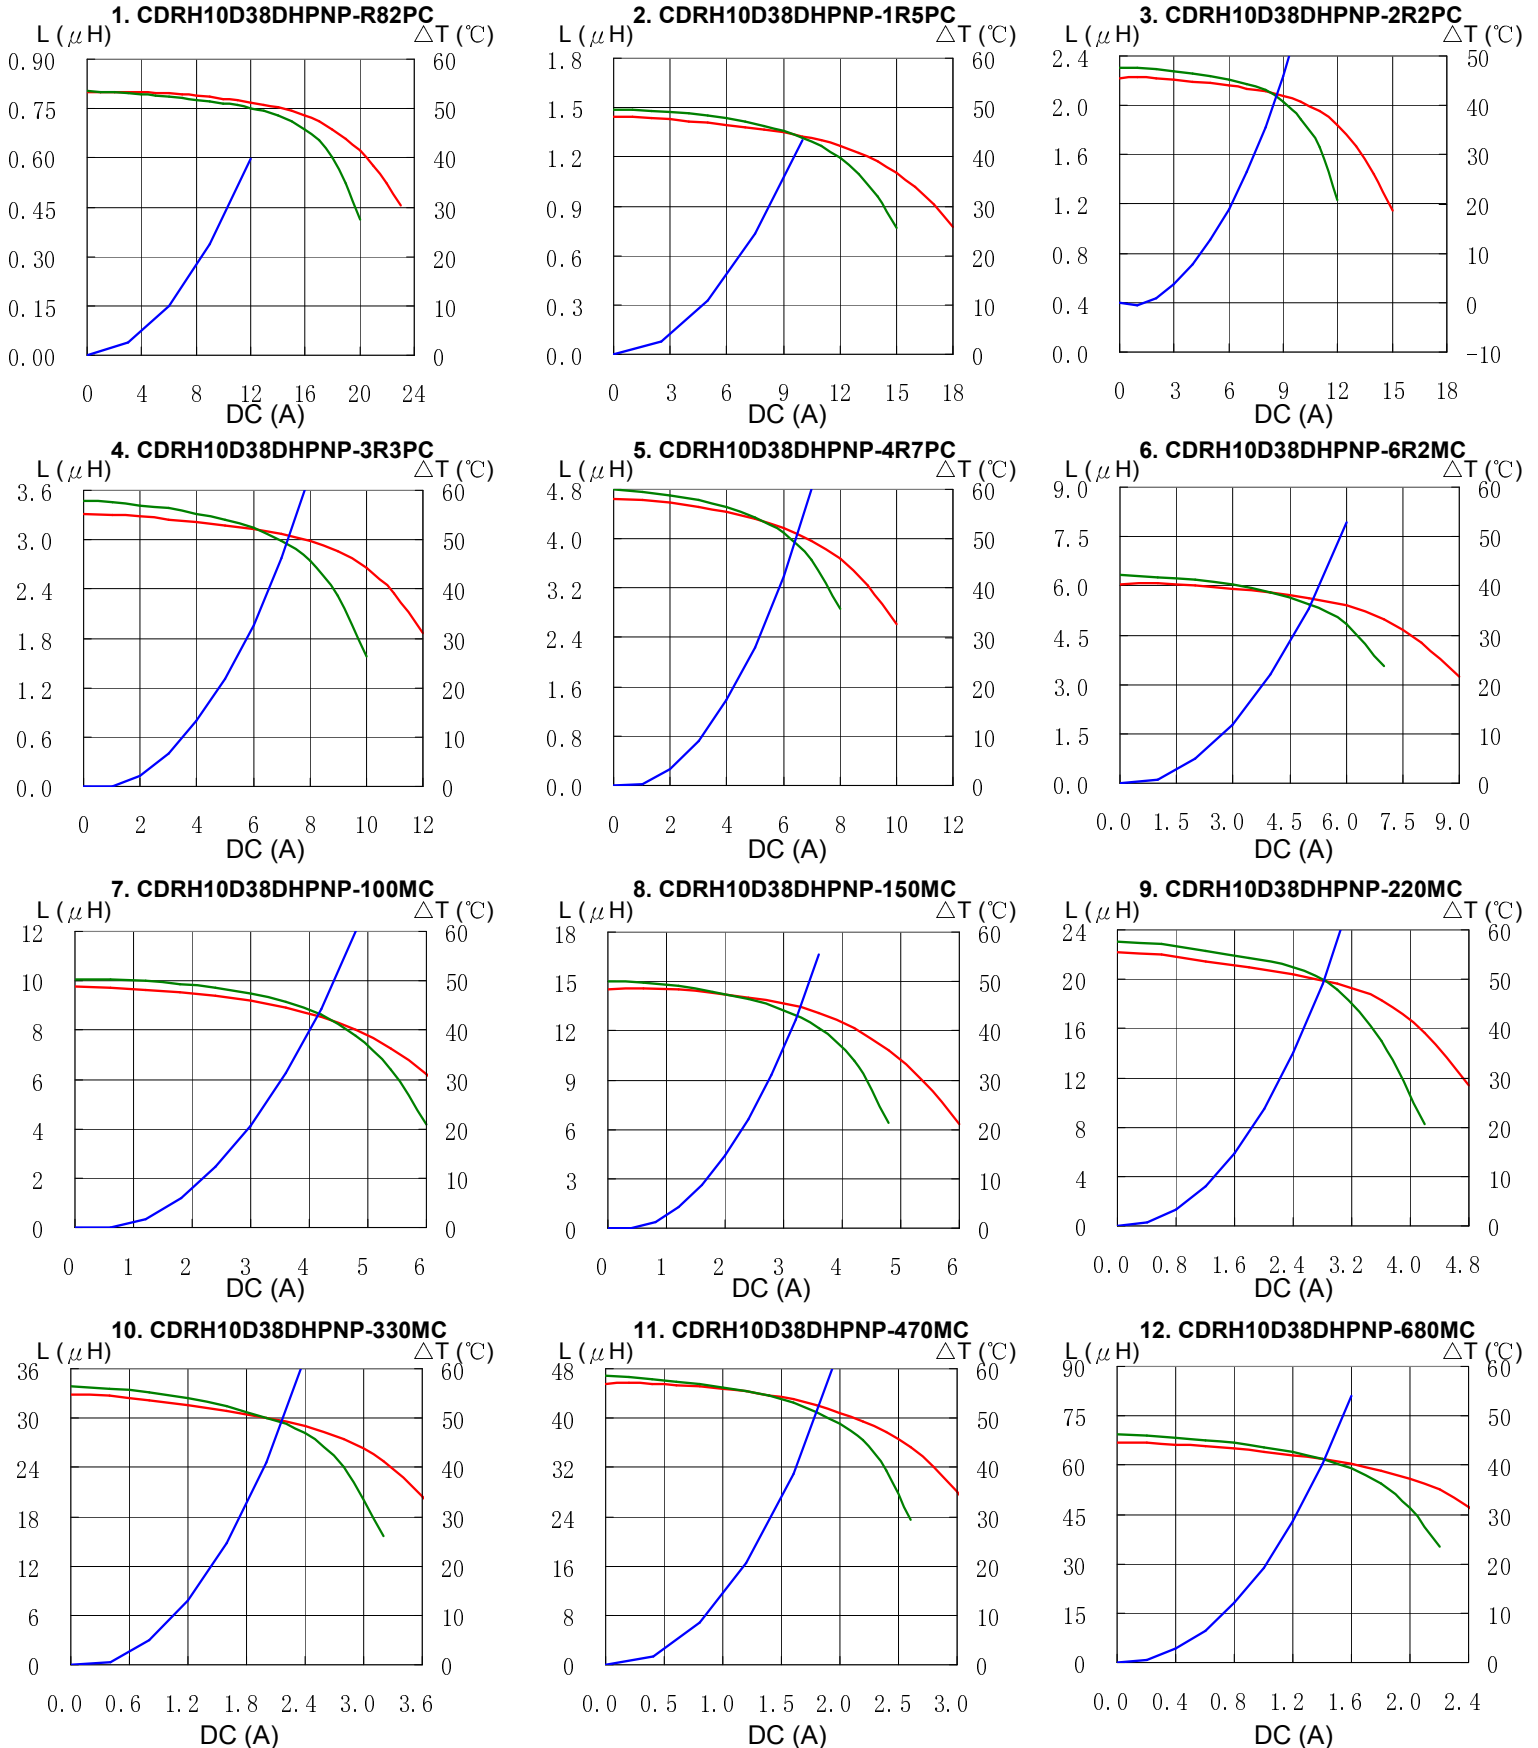 1. CDRH10D38DHPNP-R82PC
L (μH) △T (℃)
0.90 60
0.75 50
0.60 40
0.45 30
0.30 20
0.15 10
0.00 0
0 4 8 12 16 20 24
DC (A)
2. CDRH10D38DHPNP-1R5PC
L (μH) △T (℃)
1.8 60
1.5 50
1.2 40
0.9 30
0.6 20
0.3 10
0.0 0
0 3 6 9 12 15 18
DC (A)
3. CDRH10D38DHPNP-2R2PC
L (μH) △T (℃)
2.4 50
2.0 40
1.6 30
1.2 20
0.8 10
0.4 0
0.0 -10
0 3 6 9 12 15 18
DC (A)
4. CDRH10D38DHPNP-3R3PC
L (μH) △T (℃)
3.6 60
3.0 50
2.4 40
1.8 30
1.2 20
0.6 10
0.0 0
0 2 4 6 8 10 12
DC (A)
5. CDRH10D38DHPNP-4R7PC
L (μH) △T (℃)
4.8 60
4.0 50
3.2 40
2.4 30
1.6 20
0.8 10
0.0 0
0 2 4 6 8 10 12
DC (A)
6. CDRH10D38DHPNP-6R2MC
L (μH) △T (℃)
9.0 60
7.5 50
6.0 40
4.5 30
3.0 20
1.5 10
0.0 0
0.0 1.5 3.0 4.5 6.0 7.5 9.0
DC (A)
7. CDRH10D38DHPNP-100MC
L (μH) △T (℃)
12 60
10 50
8 40
6 30
4 20
2 10
0 0
0 1 2 3 4 5 6
DC (A)
8. CDRH10D38DHPNP-150MC
L (μH) △T (℃)
18 60
15 50
12 40
9 30
6 20
3 10
0 0
0 1 2 3 4 5 6
DC (A)
9. CDRH10D38DHPNP-220MC
L (μH) △T (℃)
24 60
20 50
16 40
12 30
8 20
4 10
0 0
0.0 0.8 1.6 2.4 3.2 4.0 4.8
DC (A)
10. CDRH10D38DHPNP-330MC
L (μH) △T (℃)
36 60
30 50
24 40
18 30
12 20
6 10
0 0
0.0 0.6 1.2 1.8 2.4 3.0 3.6
DC (A)
11. CDRH10D38DHPNP-470MC
L (μH) △T (℃)
48 60
40 50
32 40
24 30
16 20
8 10
0 0
0.0 0.5 1.0 1.5 2.0 2.5 3.0
DC (A)
12. CDRH10D38DHPNP-680MC
L (μH) △T (℃)
90 60
75 50
60 40
45 30
30 20
15 10
0 0
0.0 0.4 0.8 1.2 1.6 2.0 2.4
DC (A)